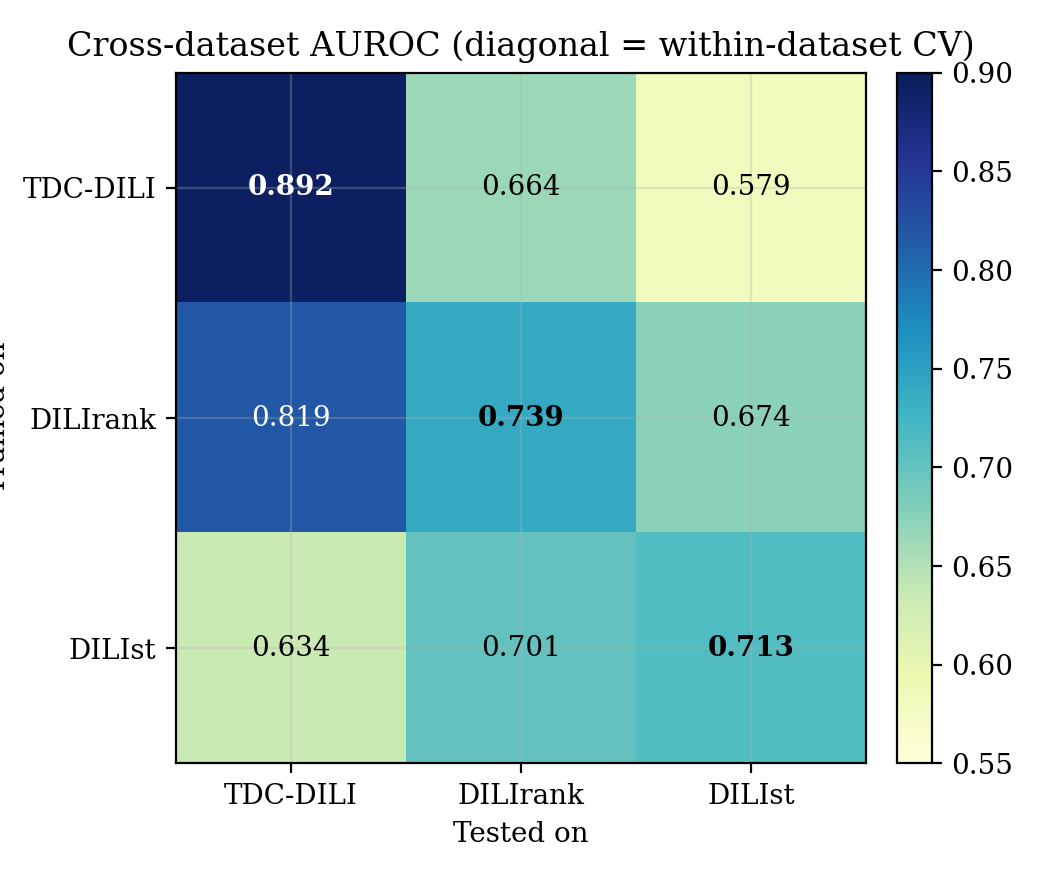 Cross-dataset AUROC (diagonal = within-dataset CV)
TDC-DILI 0.892 0.664 0.579
DILIrank 0.819 0.739 0.674
DILIst 0.634 0.701 0.713
TDC-DILI DILIrank DILIst
Tested on
0.90
0.85
0.80
0.75
0.70
0.65
0.60
0.55